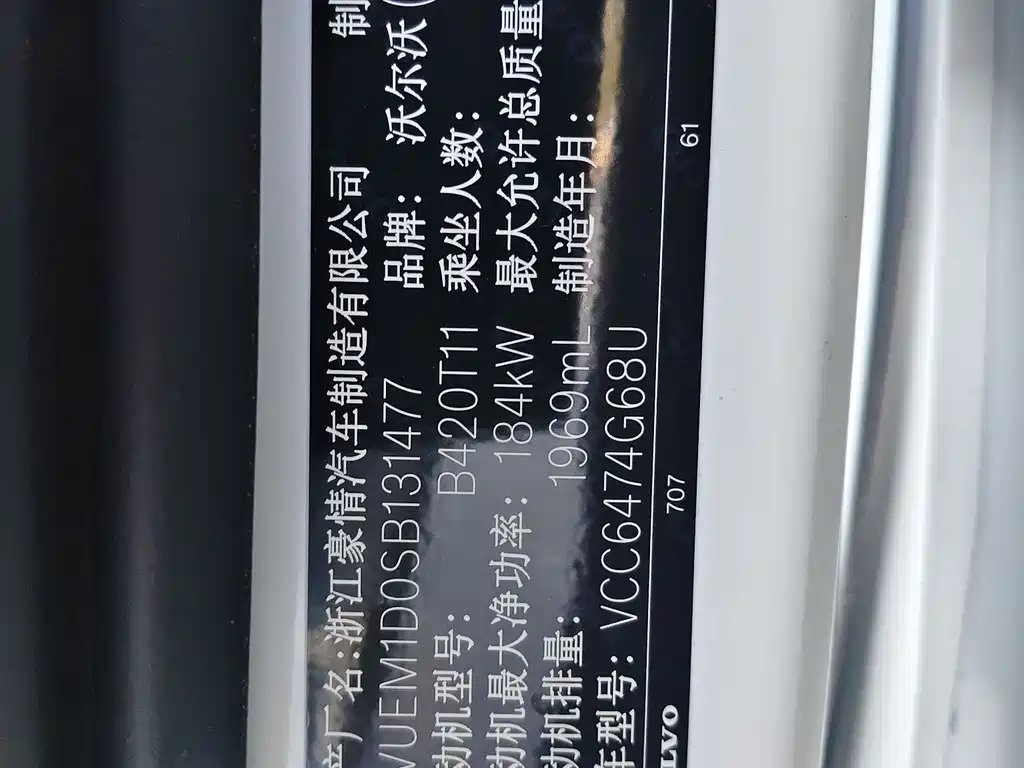 产厂名:浙江豪情汽车制造有限公司 制
VUEM1D0SB131477 品牌: 沃尔沃(
动机型号: B420T11 乘坐人数:
动机最大净功率: 184kW 最大允许总质量
动机排量: 1969mL 制造年月:
车型号: VCC6474G68U
LVO 707 61